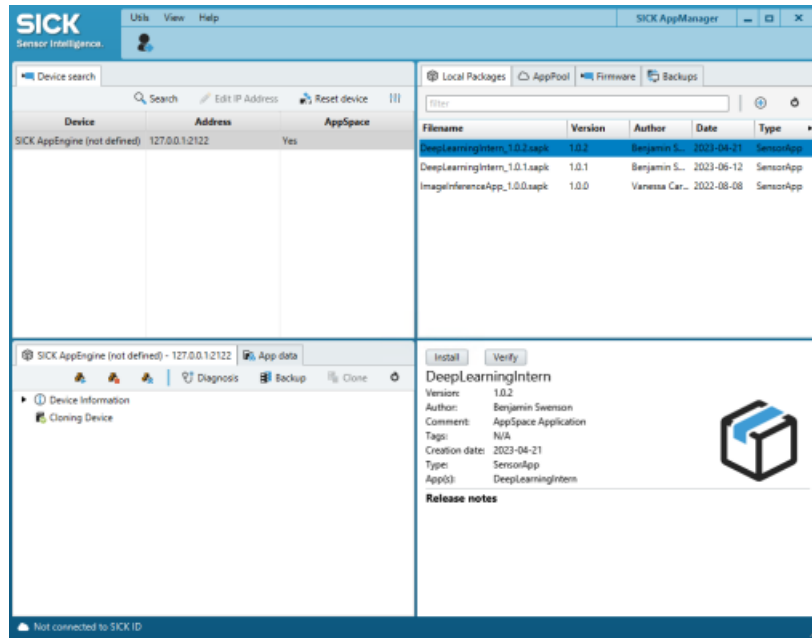 SICK
Sensor Intelligence.
Utils View Help
SICK AppManager
Device search
Search Edit IP Address Reset device
Device Address AppSpace
SICK AppEngine (not defined) 127.0.0.1:2122 Yes
Local Packages AppPool Firmware Backups
filter
Filename Version Author Date Type
DeepLearningIntern_1.0.2.sapk 1.0.2 Benjamin S... 2023-04-21 SensorApp
DeepLearningIntern_1.0.1.sapk 1.0.1 Benjamin S... 2023-06-12 SensorApp
ImageInferenceApp_1.0.0.sapk 1.0.0 Vanessa Car... 2022-08-08 SensorApp
SICK AppEngine (not defined) - 127.0.0.1:2122 App data
Diagnosis Backup Clone
Device Information
Cloning Device
Install Verify
DeepLearningIntern
Version: 1.0.2
Author: Benjamin Swenson
Comment: AppSpace Application
Tags: N/A
Creation date: 2023-04-21
Type: SensorApp
App(s): DeepLearningIntern
Release notes
Not connected to SICK ID